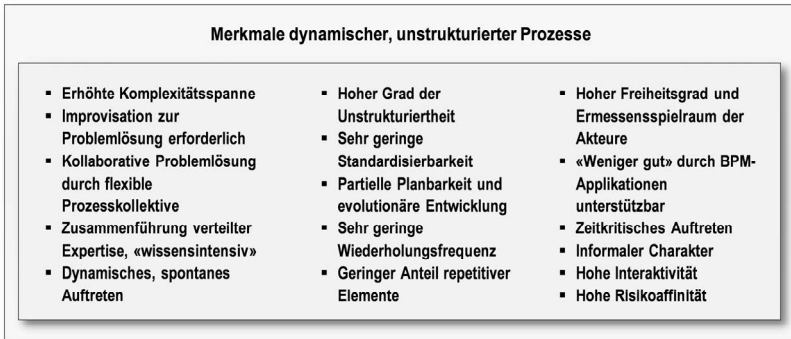 Merkmale dynamischer, unstrukturierter Prozesse
▪ Erhöhte Komplexitätsspanne
▪ Improvisation zur
Problemlösung erforderlich
▪ Kollaborative Problemlösung
durch flexible
Prozesskollektive
▪ Zusammenführung verteilter
Expertise, «wissensintensiv»
▪ Dynamisches, spontanes
Auftreten
▪ Hoher Grad der
Unstrukturiertheit
▪ Sehr geringe
Standardisierbarkeit
▪ Partielle Planbarkeit und
evolutionäre Entwicklung
▪ Sehr geringe
Wiederholungsfrequenz
▪ Geringer Anteil repetitiver
Elemente
▪ Hoher Freiheitsgrad und
Ermessensspielraum der
Akteure
▪ «Weniger gut» durch BPM-
Applikationen
unterstützbar
▪ Zeitkritisches Auftreten
▪ Informaler Charakter
▪ Hohe Interaktivität
▪ Hohe Risikoaffinität